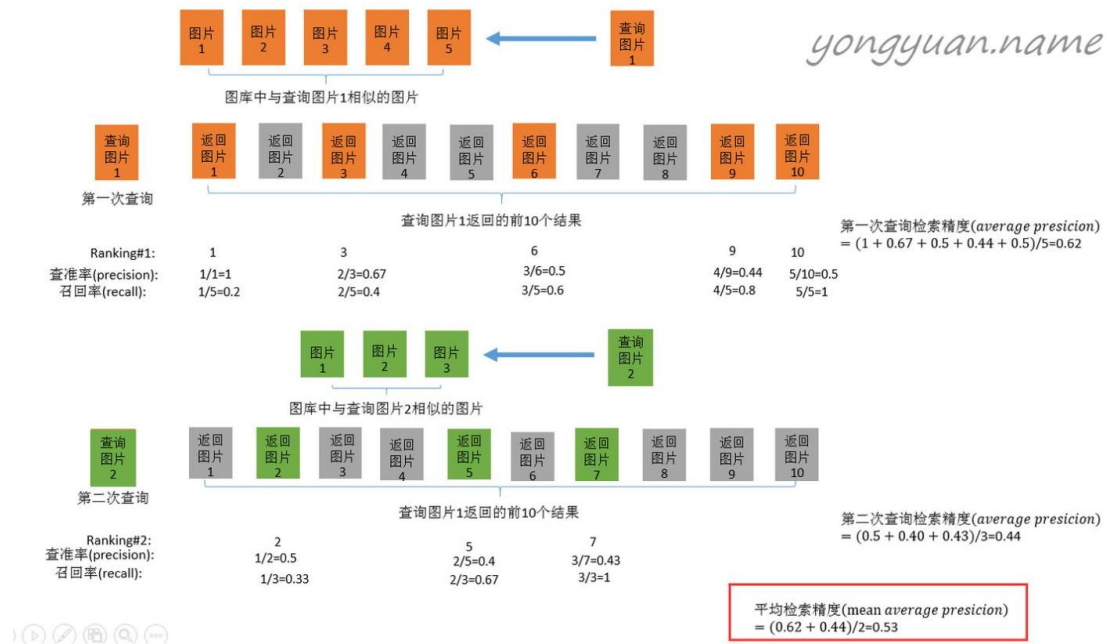 图片 1
图片 2
图片 3
图片 4
图片 5
查询图片 1
yongyuan.name
图库中与查询图片1相似的图片
查询图片 1
返回图片 1
返回图片 2
返回图片 3
返回图片 4
返回图片 5
返回图片 6
返回图片 7
返回图片 8
返回图片 9
返回图片 10
第一次查询
查询图片1返回的前10个结果
第一次查询检索精度(average presicion)
= (1 + 0.67 + 0.5 + 0.44 + 0.5)/5=0.62
Ranking#1: 1 3 6 9 10
查准率(precision): 1/1=1 2/3=0.67 3/6=0.5 4/9=0.44 5/10=0.5
召回率(recall): 1/5=0.2 2/5=0.4 3/5=0.6 4/5=0.8 5/5=1
图片 1
图片 2
图片 3
查询图片 2
图库中与查询图片2相似的图片
查询图片 2
返回图片 1
返回图片 2
返回图片 3
返回图片 4
返回图片 5
返回图片 6
返回图片 7
返回图片 8
返回图片 9
返回图片 10
第二次查询
查询图片1返回的前10个结果
第二次查询检索精度(average presicion)
= (0.5 + 0.40 + 0.43)/3=0.44
Ranking#2: 2 5 7
查准率(precision): 1/2=0.5 2/5=0.4 3/7=0.43
召回率(recall): 1/3=0.33 2/3=0.67 3/3=1
平均检索精度(mean average presicion)
= (0.62 + 0.44)/2=0.53